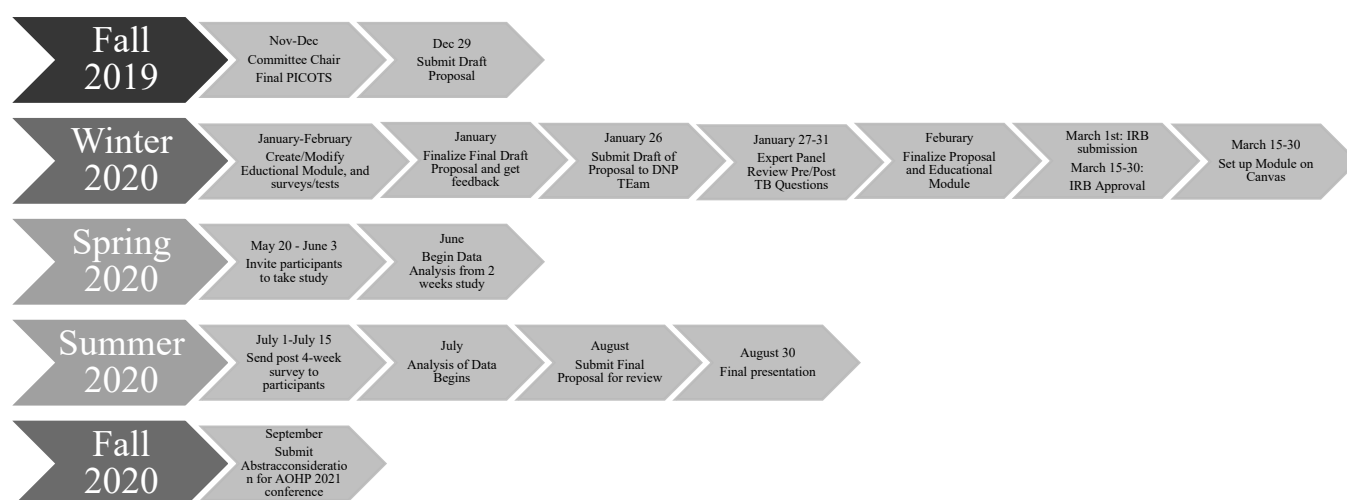 Fall
2019
Nov-Dec
Committee Chair
Final PICOTS
Dec 29
Submit Draft
Proposal
Winter
2020
January-February
Create/Modify
Eductional Module, and
surveys/tests
January
Finalize Final Draft
Proposal and get
feedback
January 26
Submit Draft of
Proposal to DNP TEam
January 27-31
Expert Panel
Review Pre/Post
TB Questions
Feburary
Finalize Proposal
and Educational
Module
March 1st: IRB
submission
March 15-30:
IRB Approval
March 15-30
Set up Module on
Canvas
Spring
2020
May 20 - June 3
Invite participants
to take study
June
Begin Data
Analysis from 2
weeks study
Summer
2020
July 1-July 15
Send post 4-week
survey to
participants
July
Analysis of Data
Begins
August
Submit Final
Proposal for review
August 30
Final presentation
Fall
2020
September
Submit
Abstracconsideratio
n for AOHP 2021
conference